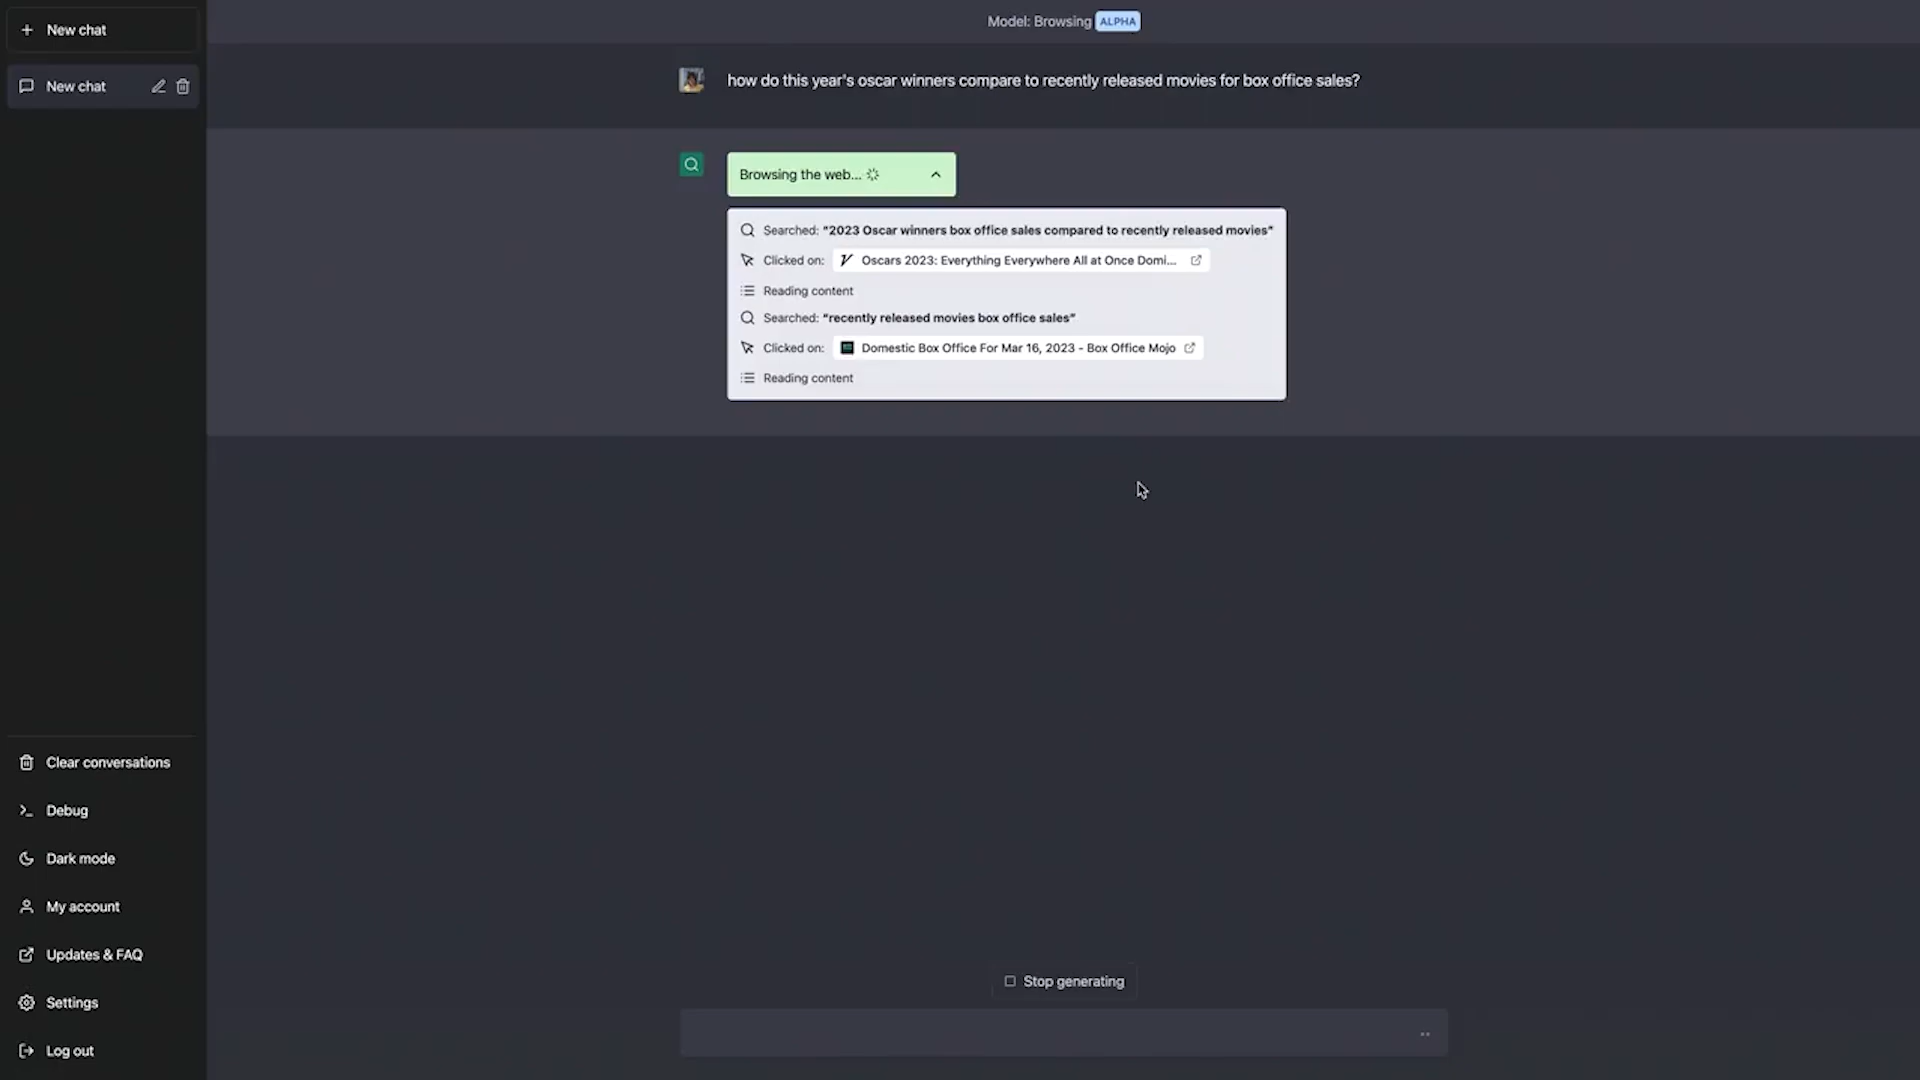 New chat
New chat
Model: Browsing ALPHA
how do this year's oscar winners compare to recently released movies for box office sales?
Browsing the web...
Searched: "2023 Oscar winners box office sales compared to recently released movies"
Clicked on: Oscars 2023: Everything Everywhere All at Once Domi...
Reading content
Searched: "recently released movies box office sales"
Clicked on: Domestic Box Office For Mar 16, 2023 - Box Office Mojo
Reading content
Clear conversations
Debug
Dark mode
My account
Updates & FAQ
Settings
Log out
Stop generating